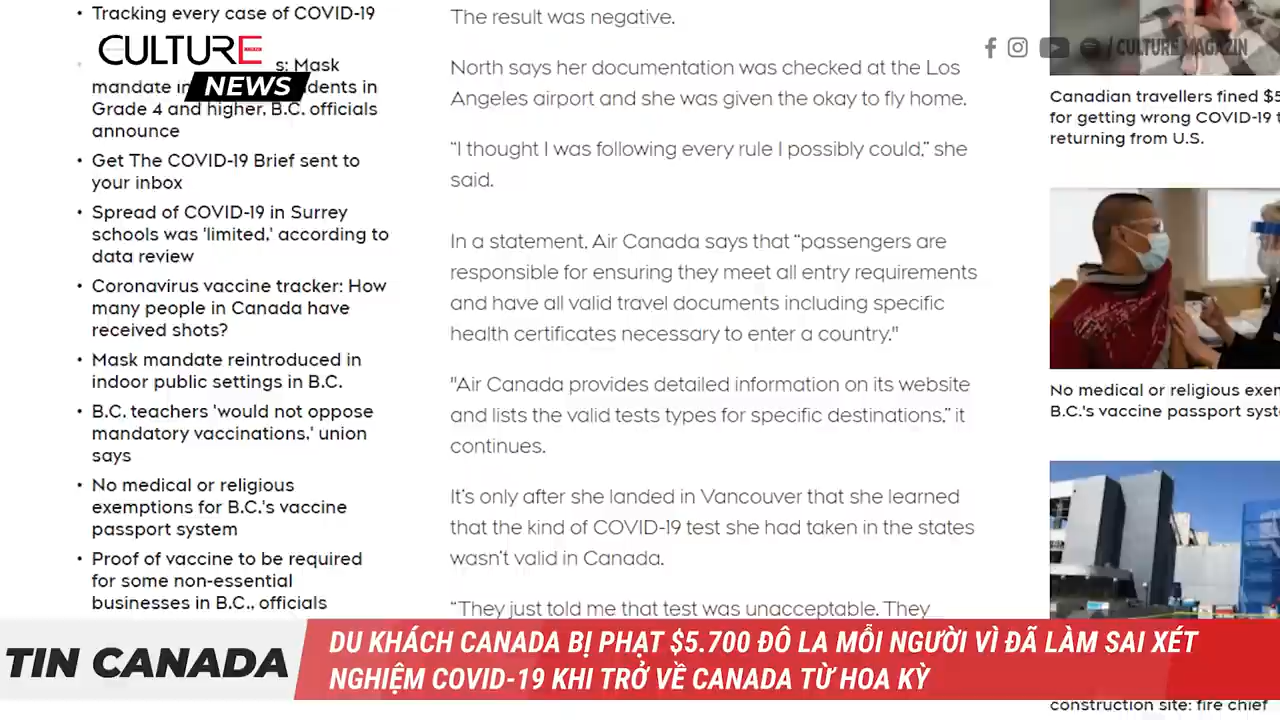 Tracking every case of COVID-19
CULTURE
NEWS
s: Mask
mandate in dents in
Grade 4 and higher, B.C. officials
announce
Get The COVID-19 Brief sent to
your inbox
Spread of COVID-19 in Surrey
schools was 'limited,' according to
data review
Coronavirus vaccine tracker: How
many people in Canada have
received shots?
Mask mandate reintroduced in
indoor public settings in B.C.
B.C. teachers 'would not oppose
mandatory vaccinations,' union
says
No medical or religious
exemptions for B.C.'s vaccine
passport system
Proof of vaccine to be required
for some non-essential
businesses in B.C., officials
The result was negative.
North says her documentation was checked at the Los
Angeles airport and she was given the okay to fly home.
“I thought I was following every rule I possibly could,” she
said.
In a statement, Air Canada says that “passengers are
responsible for ensuring they meet all entry requirements
and have all valid travel documents including specific
health certificates necessary to enter a country."
"Air Canada provides detailed information on its website
and lists the valid tests types for specific destinations,” it
continues.
It’s only after she landed in Vancouver that she learned
that the kind of COVID-19 test she had taken in the states
wasn’t valid in Canada.
“They just told me that test was unacceptable. They
/ CULTURE MAGAZIN
Canadian travellers fined $5
for getting wrong COVID-19 t
returning from U.S.
No medical or religious exer
B.C.'s vaccine passport syst
construction site: fire chief
TIN CANADA
DU KHÁCH CANADA BỊ PHẠT $5.700 ĐÔ LA MỖI NGƯỜI VÌ ĐÃ LÀM SAI XÉT
NGHIỆM COVID-19 KHI TRỞ VỀ CANADA TỪ HOA KỲ